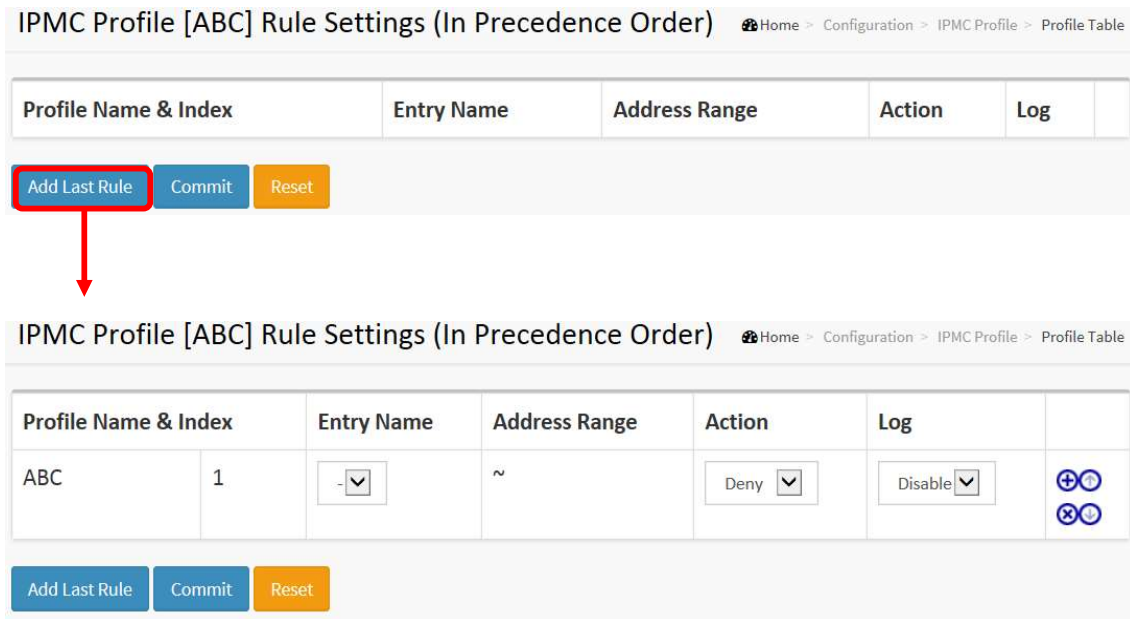 IPMC Profile [ABC] Rule Settings (In Precedence Order) Home > Configuration > IPMC Profile > Profile Table
Profile Name & Index Entry Name Address Range Action Log
Add Last Rule Commit Reset
IPMC Profile [ABC] Rule Settings (In Precedence Order) Home > Configuration > IPMC Profile > Profile Table
Profile Name & Index Entry Name Address Range Action Log
ABC 1 - ~ Deny Disable
Add Last Rule Commit Reset